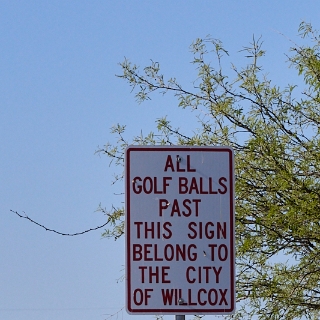 ALL
GOLF BALLS
PAST
THIS SIGN
BELONG TO
THE CITY
OF WILLCOX